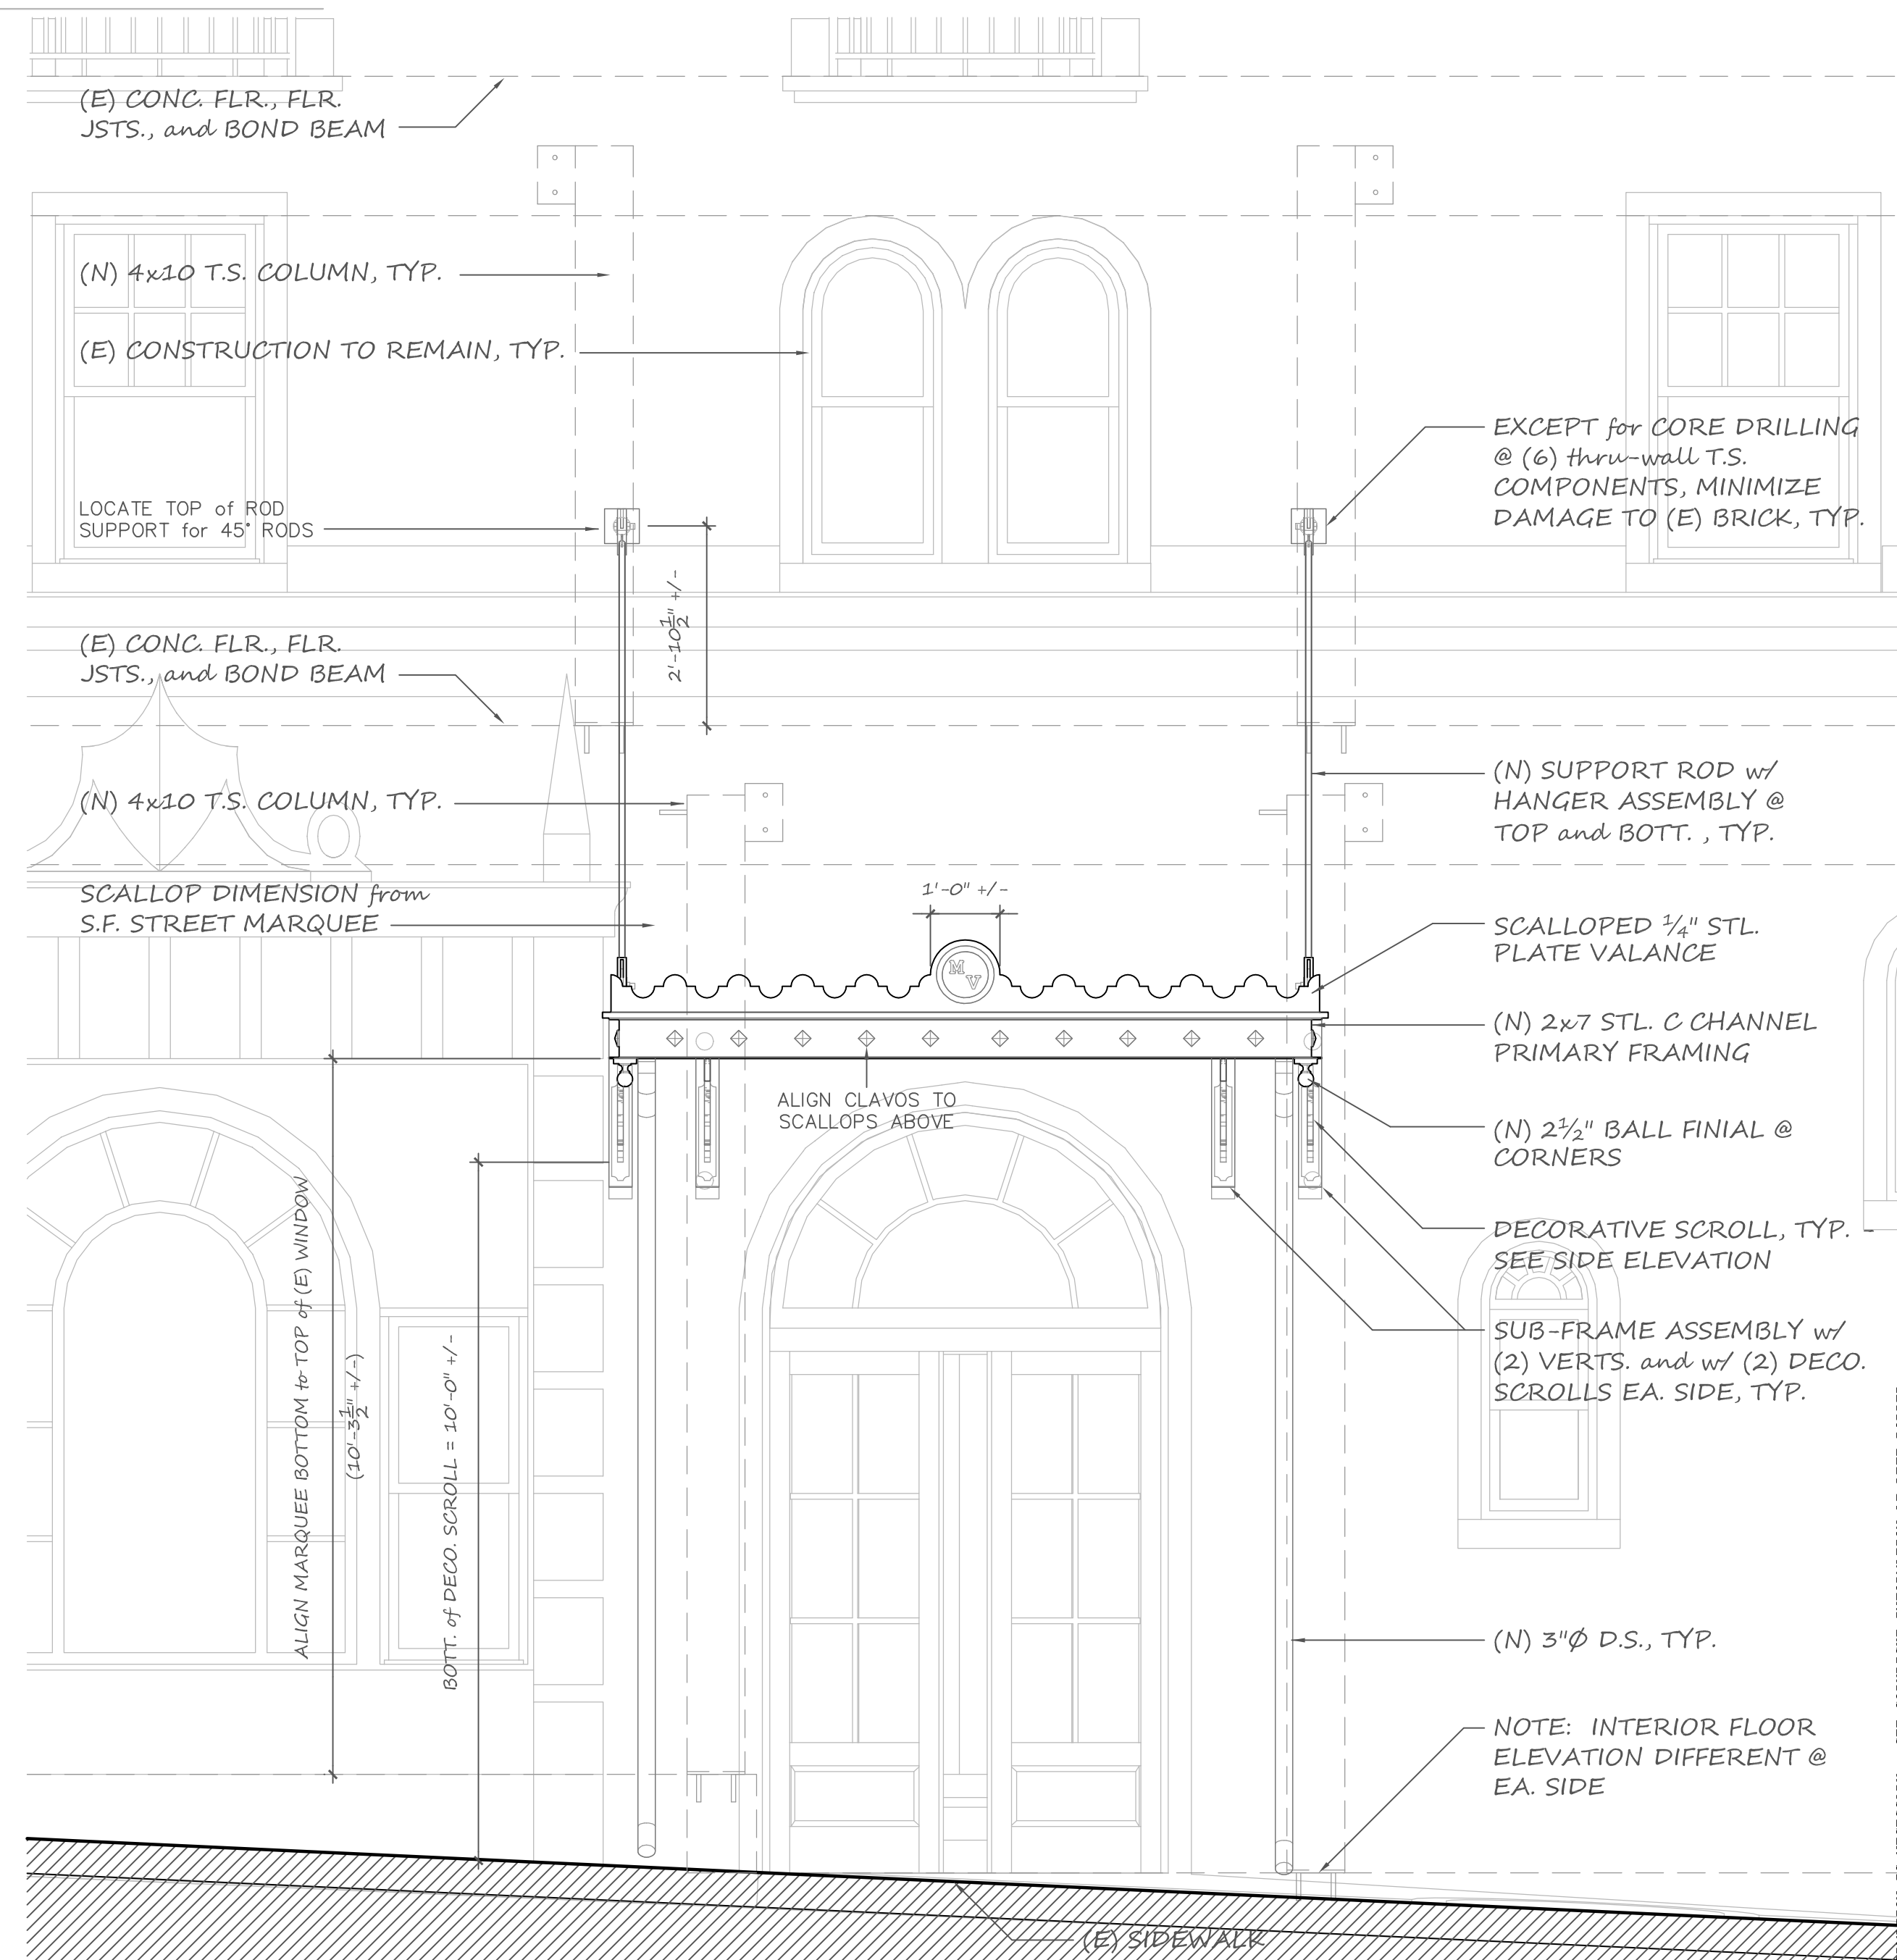 (E) CONC. FLR., FLR.
JSTS., and BOND BEAM
(N) 4x10 T.S. COLUMN, TYP.
(E) CONSTRUCTION TO REMAIN, TYP.
LOCATE TOP of ROD
SUPPORT for 45° RODS
(E) CONC. FLR., FLR.
JSTS., and BOND BEAM
(N) 4x10 T.S. COLUMN, TYP.
SCALLOP DIMENSION from
S.F. STREET MARQUEE
2'-10 1/2" +/-
1'-0" +/-
M
V
ALIGN CLAVOS TO
SCALLOPS ABOVE
ALIGN MARQUEE BOTTOM to TOP of (E) WINDOW
(10'-3 1/2" +/-)
BOTT. of DECO. SCROLL = 10'-0" +/-
EXCEPT for CORE DRILLING
@ (6) thru-wall T.S.
COMPONENTS, MINIMIZE
DAMAGE TO (E) BRICK, TYP.
(N) SUPPORT ROD w/
HANGER ASSEMBLY @
TOP and BOTT. , TYP.
SCALLOPED 1/4" STL.
PLATE VALANCE
(N) 2x7 STL. C CHANNEL
PRIMARY FRAMING
(N) 2 1/2" BALL FINIAL @
CORNERS
DECORATIVE SCROLL, TYP.
SEE SIDE ELEVATION
SUB-FRAME ASSEMBLY w/
(2) VERTS. and w/ (2) DECO.
SCROLLS EA. SIDE, TYP.
(N) 3"Ø D.S., TYP.
NOTE: INTERIOR FLOOR
ELEVATION DIFFERENT @
EA. SIDE
(E) SIDEWALK